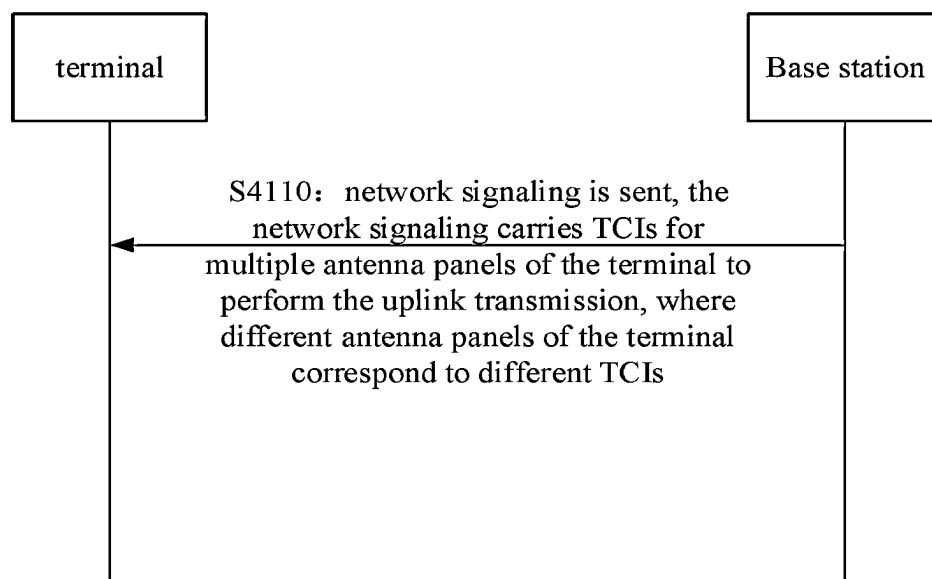 terminal
Base station
S4110：network signaling is sent, the
network signaling carries TCIs for
multiple antenna panels of the terminal to
perform the uplink transmission, where
different antenna panels of the terminal
correspond to different TCIs